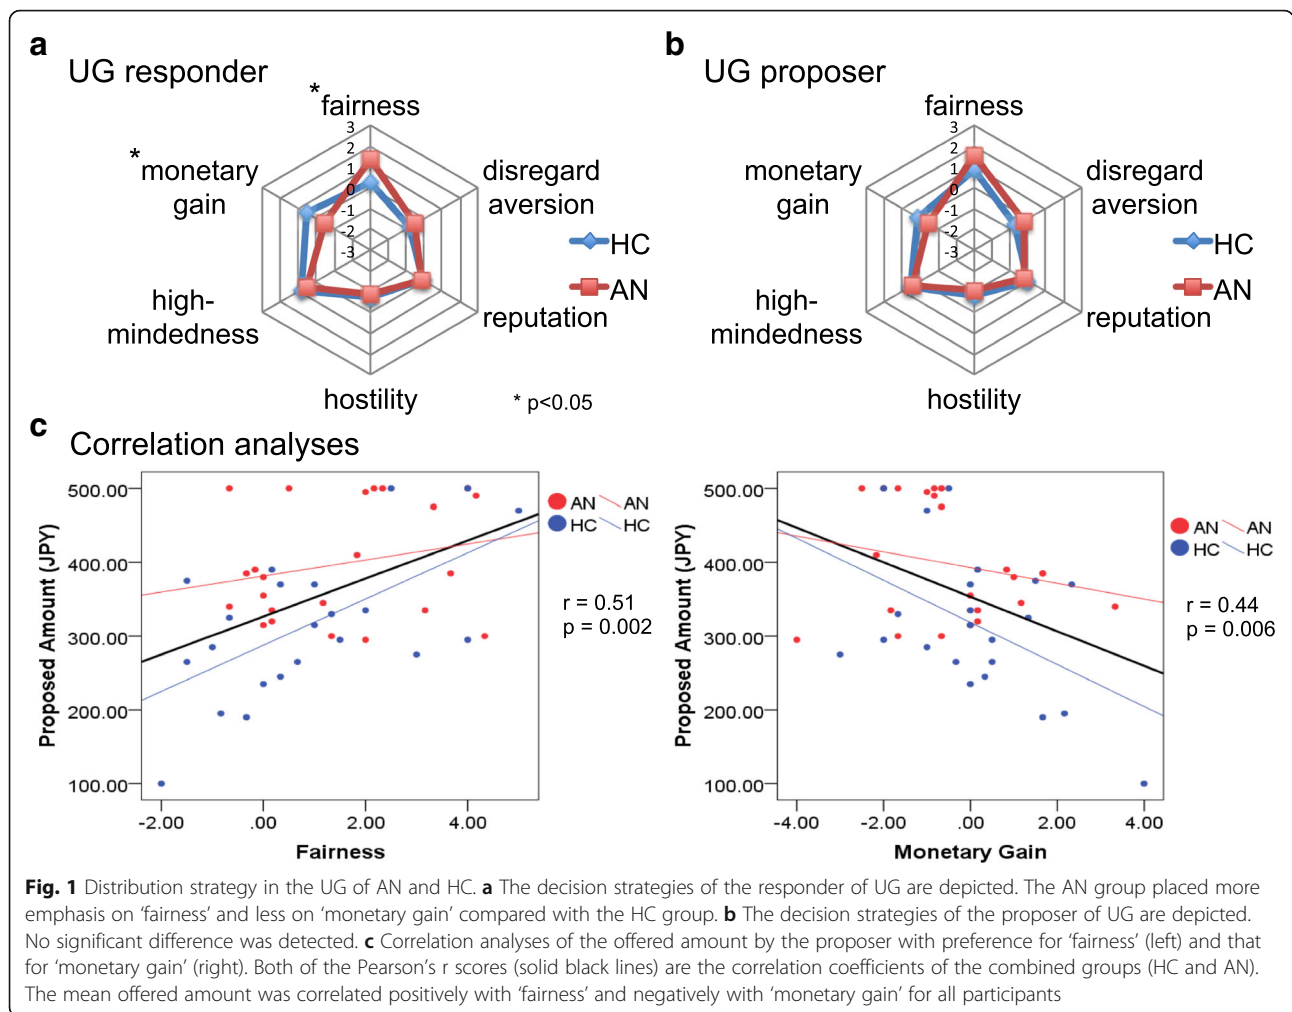 a
UG responder
*fairness
*monetary
gain
disregard
aversion
3
2
1
0
-1
-2
-3
HC
AN
high-
mindedness
reputation
hostility
* p<0.05
b
UG proposer
fairness
monetary
gain
disregard
aversion
3
2
1
0
-1
-2
-3
HC
AN
high-
mindedness
reputation
hostility
c
Correlation analyses
Proposed Amount (JPY)
500.00
400.00
300.00
200.00
100.00
-2.00 .00 2.00 4.00
Fairness
AN AN
HC HC
r = 0.51
p = 0.002
Proposed Amount (JPY)
500.00
400.00
300.00
200.00
100.00
-4.00 -2.00 .00 2.00 4.00
Monetary Gain
AN AN
HC HC
r = 0.44
p = 0.006
Fig. 1 Distribution strategy in the UG of AN and HC. a The decision strategies of the responder of UG are depicted. The AN group placed more
emphasis on ‘fairness’ and less on ‘monetary gain’ compared with the HC group. b The decision strategies of the proposer of UG are depicted.
No significant difference was detected. c Correlation analyses of the offered amount by the proposer with preference for ‘fairness’ (left) and that
for ‘monetary gain’ (right). Both of the Pearson’s r scores (solid black lines) are the correlation coefficients of the combined groups (HC and AN).
The mean offered amount was correlated positively with ‘fairness’ and negatively with ‘monetary gain’ for all participants